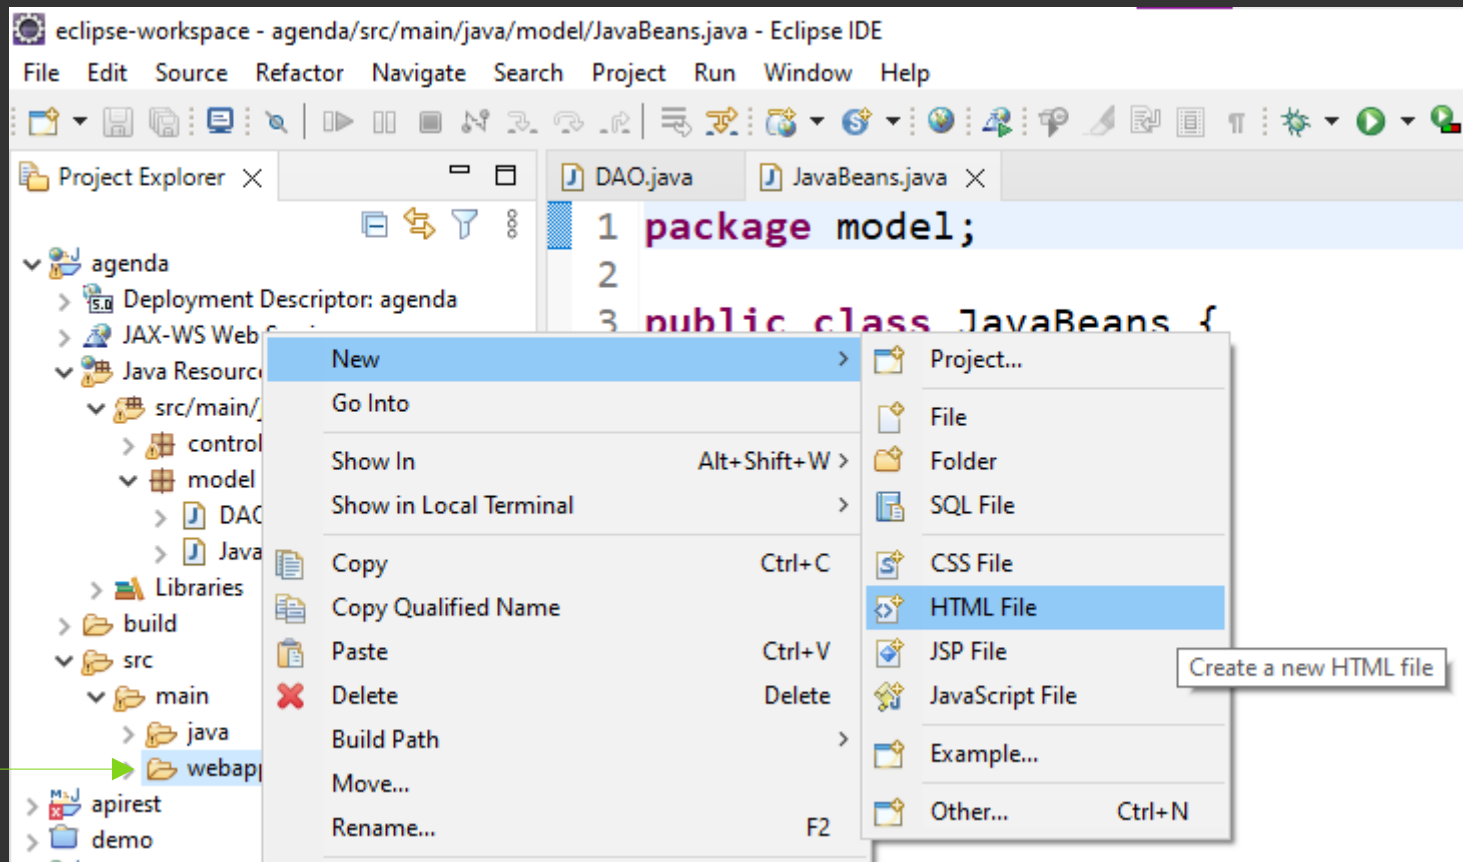 eclipse-workspace - agenda/src/main/java/model/JavaBeans.java - Eclipse IDE
File Edit Source Refactor Navigate Search Project Run Window Help
Project Explorer
DAO.java JavaBeans.java
1 package model;
2
3 public class JavaBeans {
agenda
5.0 Deployment Descriptor: agenda
JAX-WS Web
Java Resourc
src/main/j
control
model
DAO
Java
Libraries
build
src
main
java
webapp
apirest
demo
New
Go Into
Show In Alt+Shift+W
Show in Local Terminal
Copy Ctrl+C
Copy Qualified Name
Paste Ctrl+V
Delete Delete
Build Path
Move...
Rename... F2
Project...
File
Folder
SQL File
CSS File
HTML File
JSP File
JavaScript File
Example...
Other... Ctrl+N
Create a new HTML file